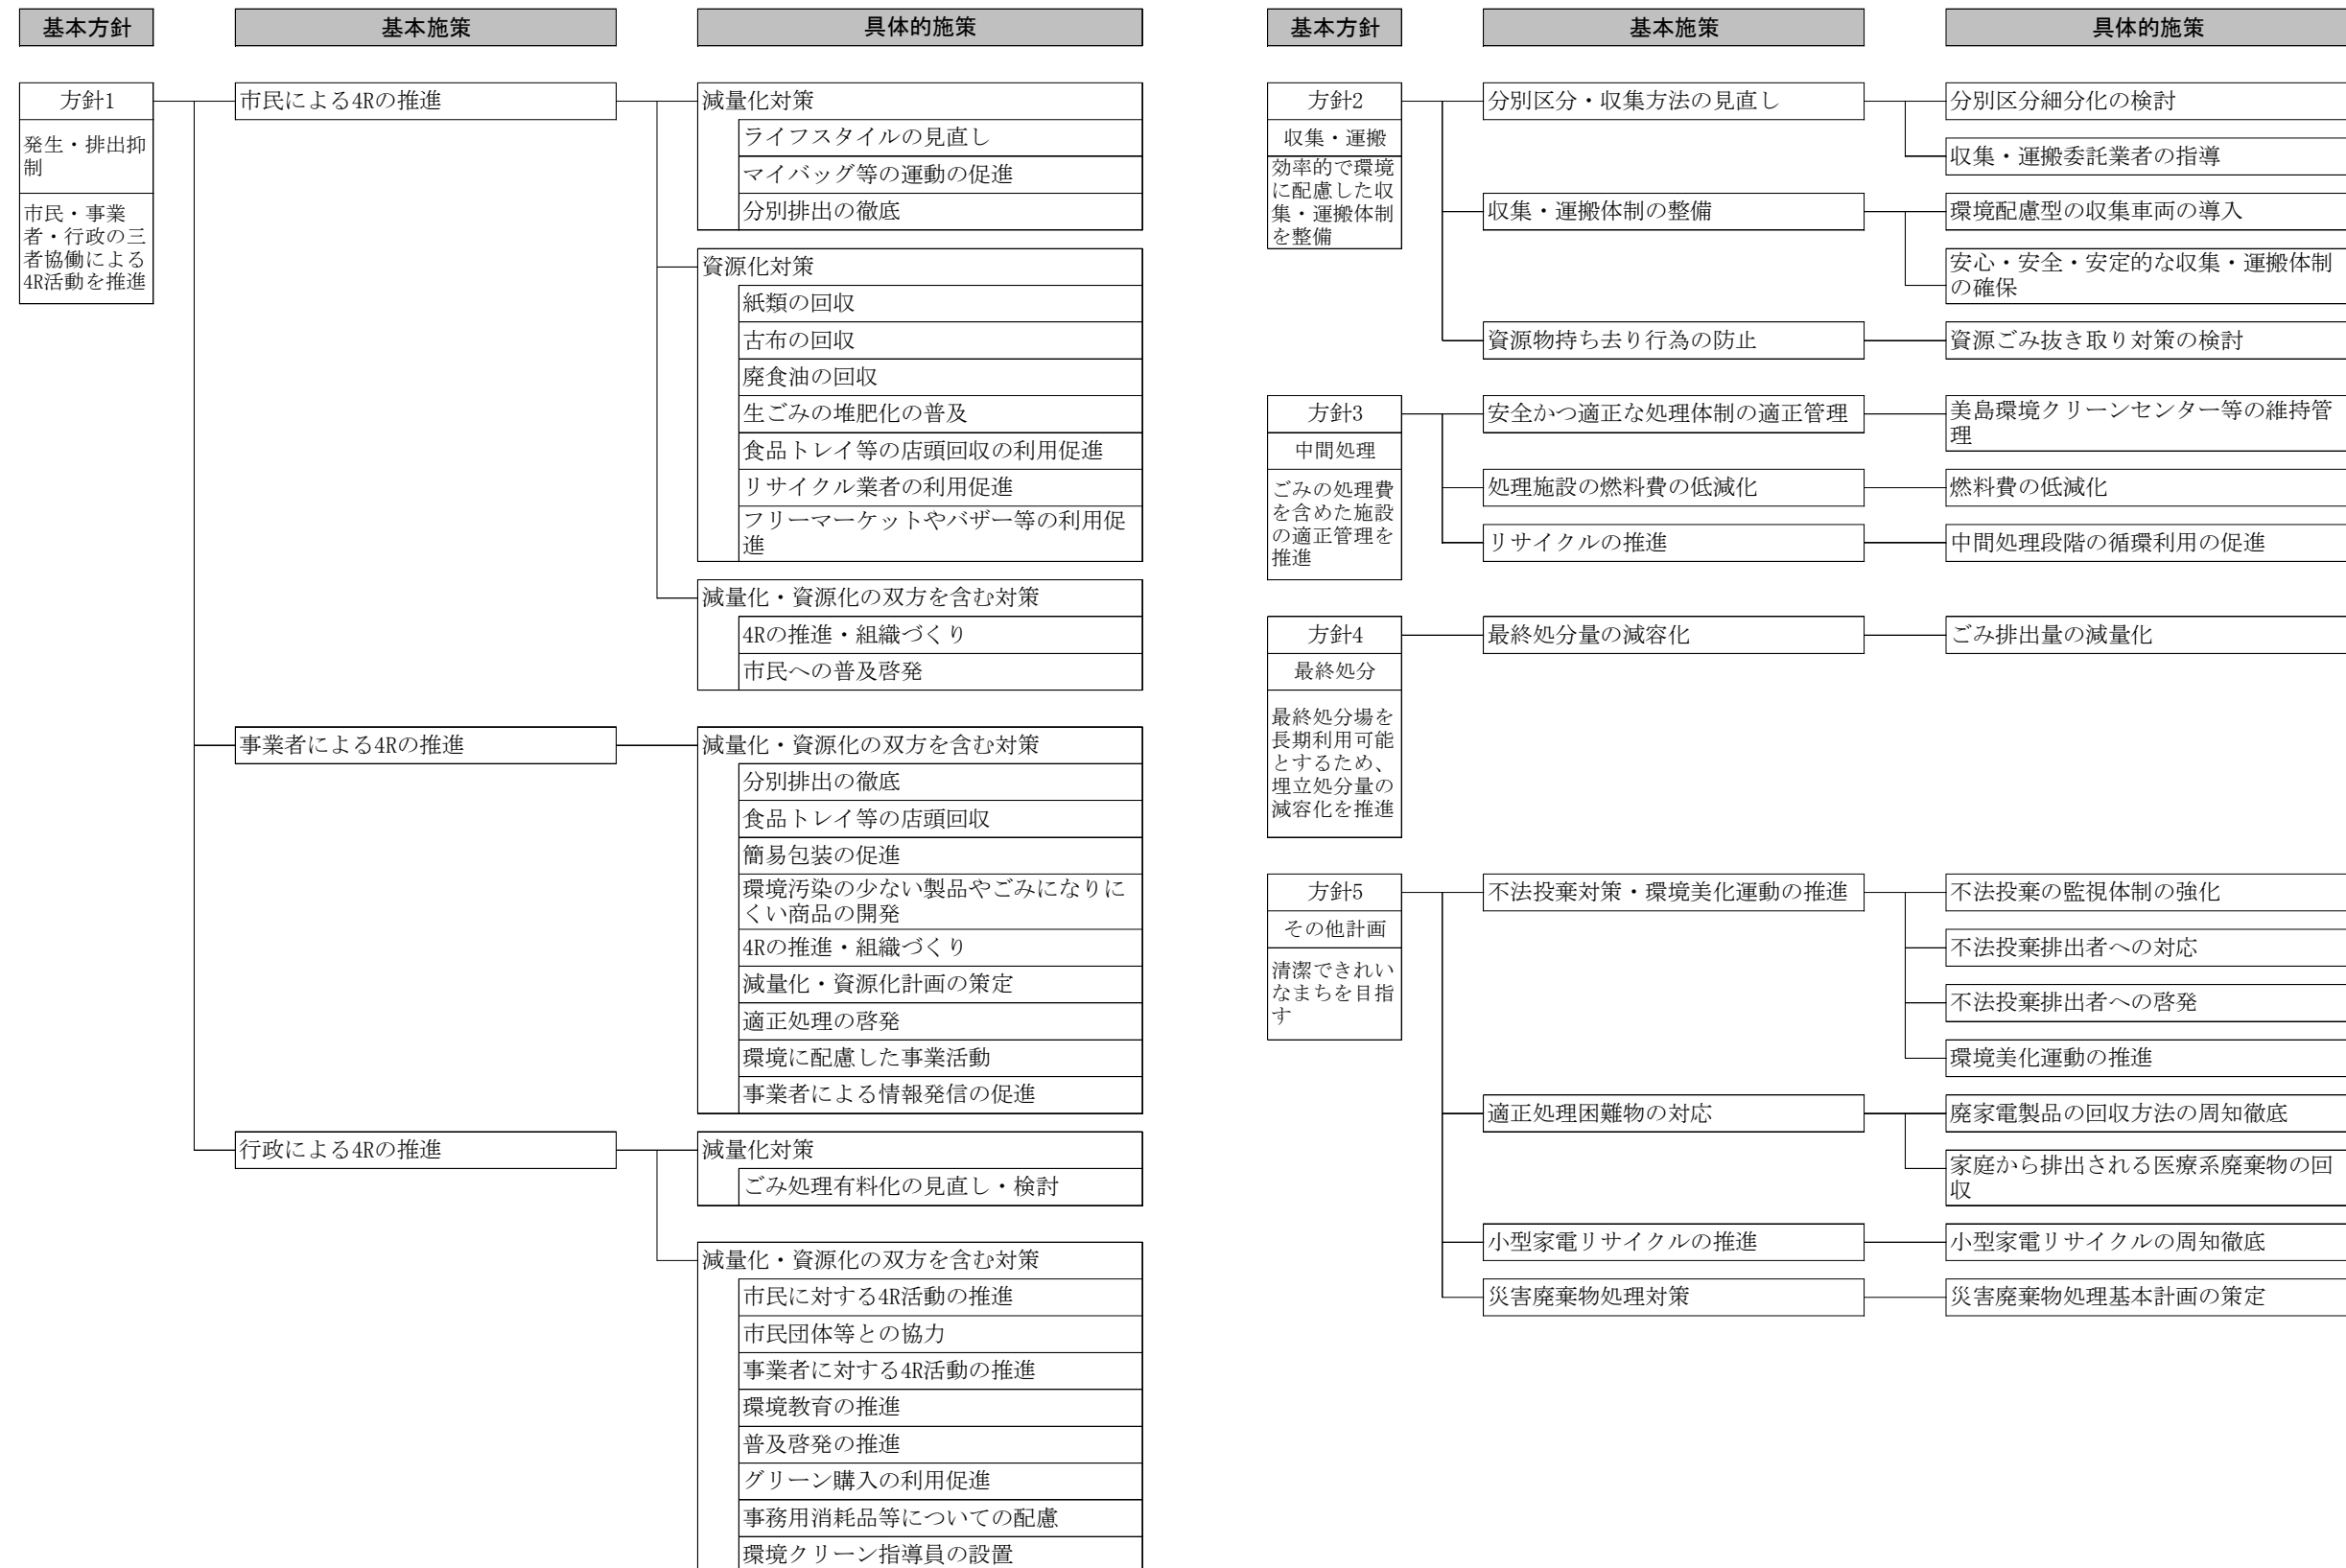 基本方針
基本施策
具体的施策
方針1
発生・排出抑
制
市民・事業
者・行政の三
者協働による
4R活動を推進
市民による4Rの推進
減量化対策
ライフスタイルの見直し
マイバッグ等の運動の促進
分別排出の徹底
資源化対策
紙類の回収
古布の回収
廃食油の回収
生ごみの堆肥化の普及
食品トレイ等の店頭回収の利用促進
リサイクル業者の利用促進
フリーマーケットやバザー等の利用促
進
減量化・資源化の双方を含む対策
4Rの推進・組織づくり
市民への普及啓発
事業者による4Rの推進
減量化・資源化の双方を含む対策
分別排出の徹底
食品トレイ等の店頭回収
簡易包装の促進
環境汚染の少ない製品やごみになりに
くい商品の開発
4Rの推進・組織づくり
減量化・資源化計画の策定
適正処理の啓発
環境に配慮した事業活動
事業者による情報発信の促進
行政による4Rの推進
減量化対策
ごみ処理有料化の見直し・検討
減量化・資源化の双方を含む対策
市民に対する4R活動の推進
市民団体等との協力
事業者に対する4R活動の推進
環境教育の推進
普及啓発の推進
グリーン購入の利用促進
事務用消耗品等についての配慮
環境クリーン指導員の設置
基本方針
基本施策
具体的施策
方針2
収集・運搬
効率的で環境
に配慮した収
集・運搬体制
を整備
分別区分・収集方法の見直し
分別区分細分化の検討
収集・運搬委託業者の指導
収集・運搬体制の整備
環境配慮型の収集車両の導入
安心・安全・安定的な収集・運搬体制
の確保
資源物持ち去り行為の防止
資源ごみ抜き取り対策の検討
方針3
中間処理
ごみの処理費
を含めた施設
の適正管理を
推進
安全かつ適正な処理体制の適正管理
美島環境クリーンセンター等の維持管
理
処理施設の燃料費の低減化
燃料費の低減化
リサイクルの推進
中間処理段階の循環利用の促進
方針4
最終処分
最終処分場を
長期利用可能
とするため、
埋立処分量の
減容化を推進
最終処分量の減容化
ごみ排出量の減量化
方針5
その他計画
清潔できれい
なまちを目指
す
不法投棄対策・環境美化運動の推進
不法投棄の監視体制の強化
不法投棄排出者への対応
不法投棄排出者への啓発
環境美化運動の推進
適正処理困難物の対応
廃家電製品の回収方法の周知徹底
家庭から排出される医療系廃棄物の回
収
小型家電リサイクルの推進
小型家電リサイクルの周知徹底
災害廃棄物処理対策
災害廃棄物処理基本計画の策定